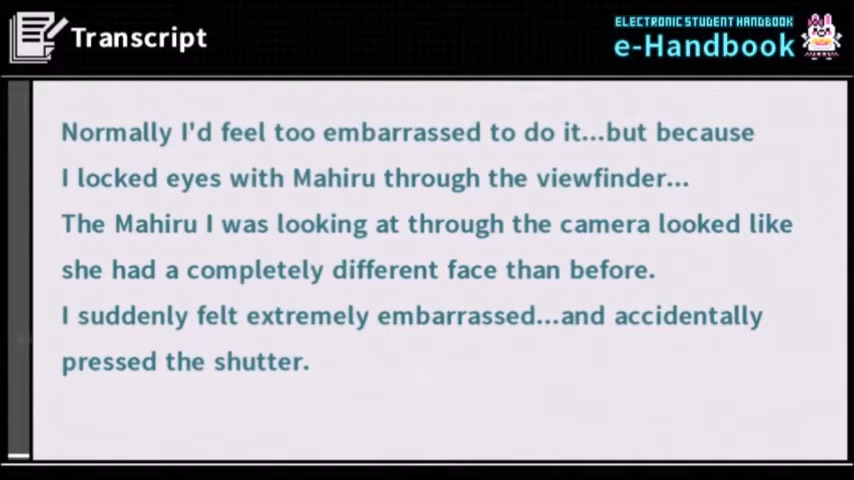 Transcript
ELECTRONIC STUDENT HANDBOOK
e-Handbook
Normally I'd feel too embarrassed to do it...but because
I locked eyes with Mahiru through the viewfinder...
The Mahiru I was looking at through the camera looked like
she had a completely different face than before.
I suddenly felt extremely embarrassed...and accidentally
pressed the shutter.